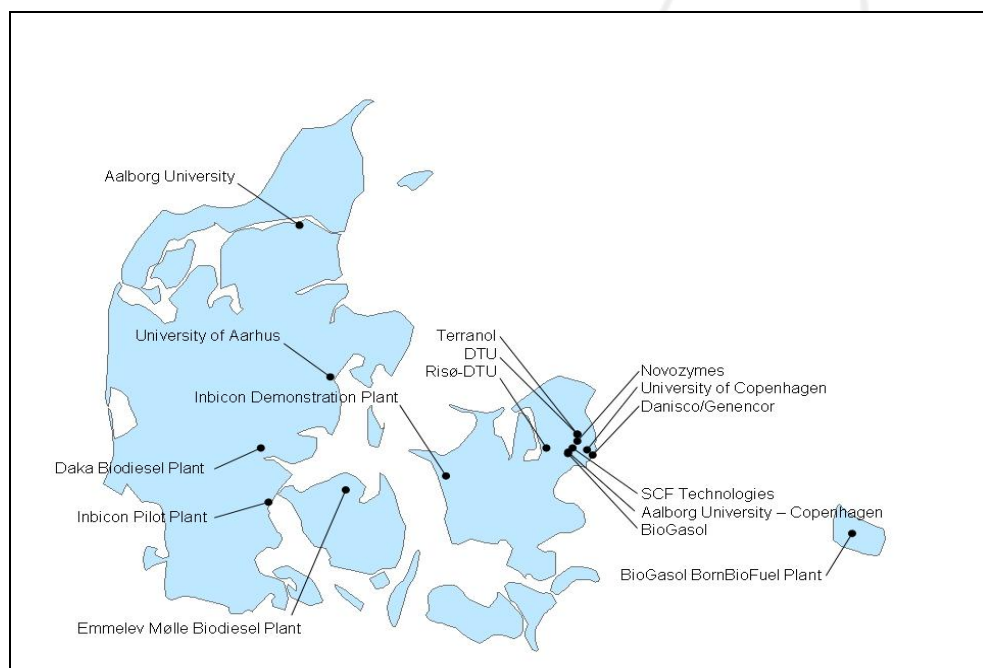 Aalborg University
University of Aarhus
Terranol
DTU
Risø-DTU
Novozymes
University of Copenhagen
Danisco/Genencor
Inbicon Demonstration Plant
Daka Biodiesel Plant
Inbicon Pilot Plant
SCF Technologies
Aalborg University – Copenhagen
BioGasol
BioGasol BornBioFuel Plant
Emmelev Mølle Biodiesel Plant